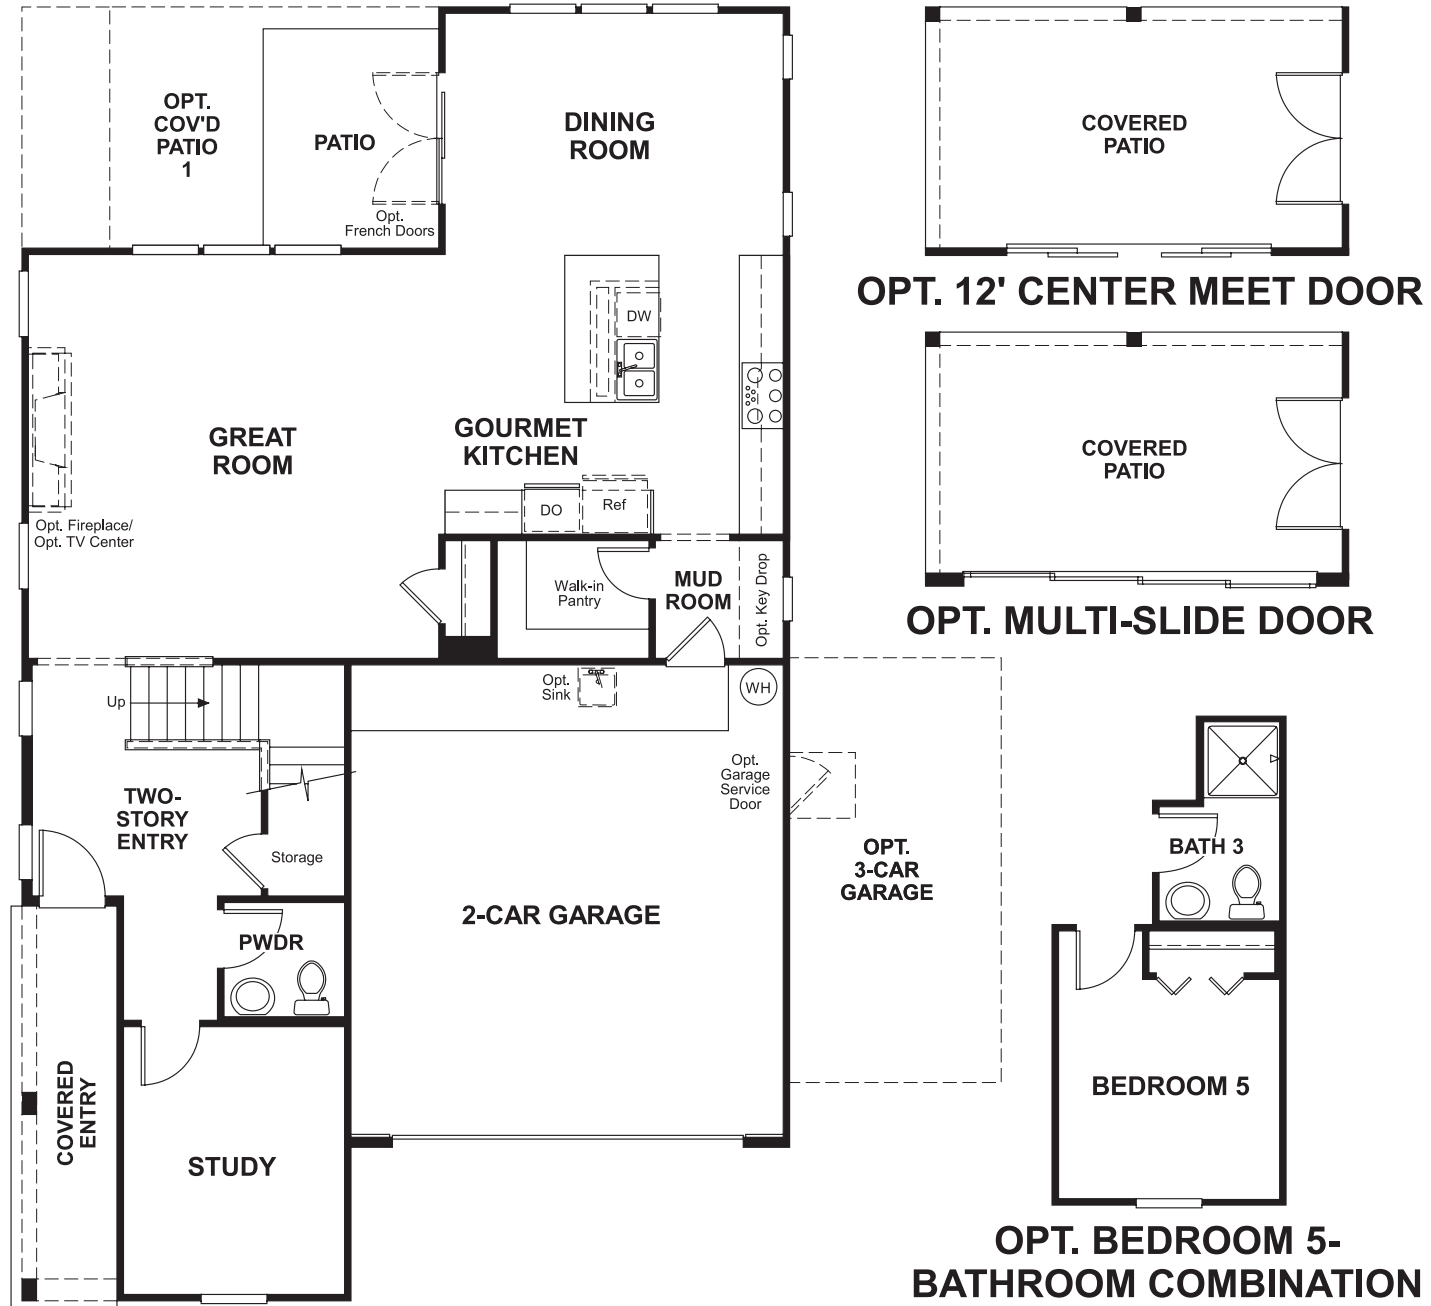 OPT.
COV'D
PATIO
1
PATIO
Opt.
French Doors
DINING
ROOM
COVERED
PATIO
OPT. 12' CENTER MEET DOOR
DW
GREAT
ROOM
GOURMET
KITCHEN
DO
Ref
Opt. Fireplace/
Opt. TV Center
COVERED
PATIO
OPT. MULTI-SLIDE DOOR
Walk-in
Pantry
MUD
ROOM
Opt. Key Drop
Up
Opt.
Sink
WH
Opt.
Garage
Service
Door
TWO-
STORY
ENTRY
Storage
OPT.
3-CAR
GARAGE
2-CAR GARAGE
PWDR
COVERED
ENTRY
STUDY
BATH 3
BEDROOM 5
OPT. BEDROOM 5-
BATHROOM COMBINATION